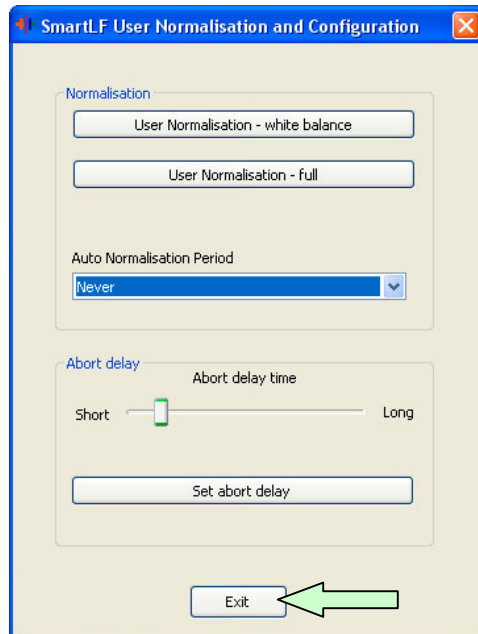 SmartLF User Normalisation and Configuration
Normalisation
User Normalisation - white balance
User Normalisation - full
Auto Normalisation Period
Never
Abort delay
Abort delay time
Short Long
Set abort delay
Exit